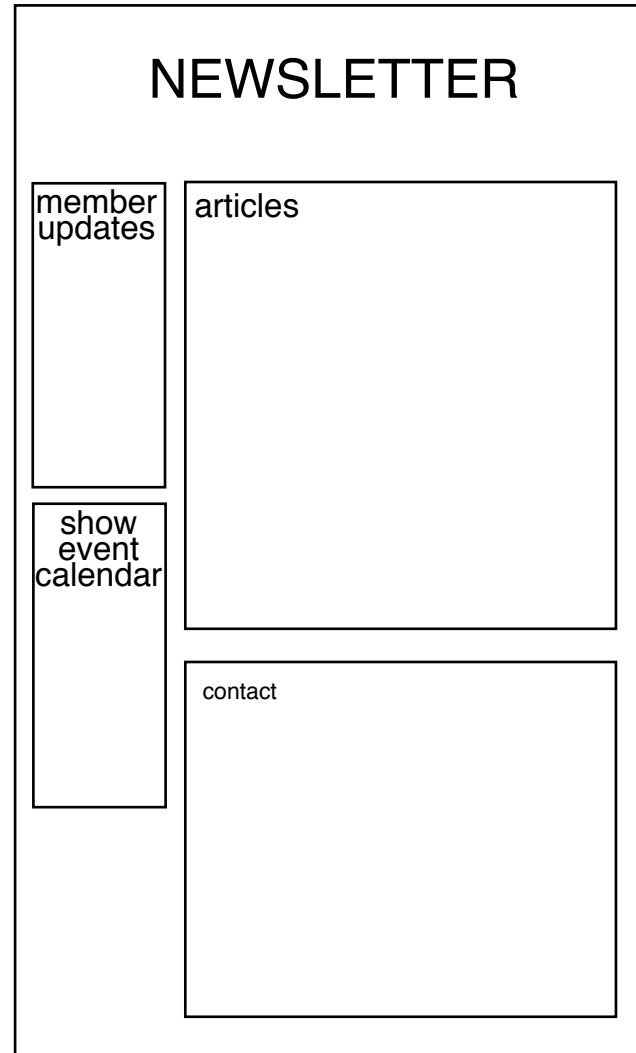 NEWSLETTER
member
updates
articles
show
event
calendar
contact